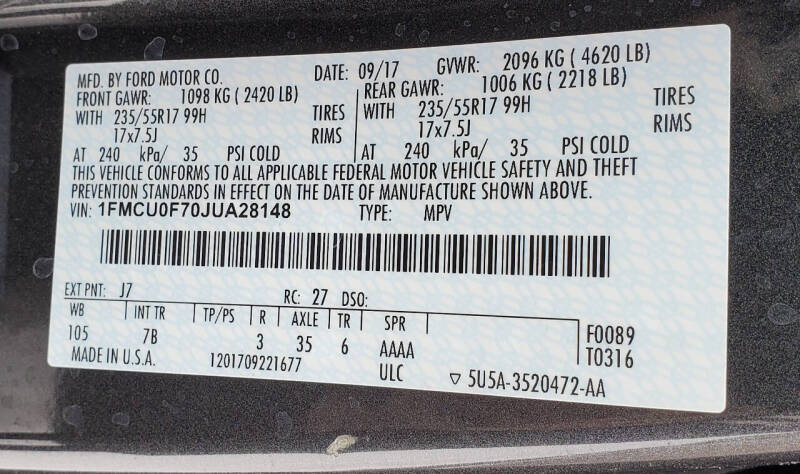 MFD. BY FORD MOTOR CO. DATE: 09/17 GVWR: 2096 KG ( 4620 LB)
FRONT GAWR: 1098 KG ( 2420 LB) REAR GAWR: 1006 KG ( 2218 LB)
WITH 235/55R17 99H TIRES WITH 235/55R17 99H TIRES
17x7.5J RIMS 17x7.5J RIMS
AT 240 kPa/ 35 PSI COLD AT 240 kPa/ 35 PSI COLD
THIS VEHICLE CONFORMS TO ALL APPLICABLE FEDERAL MOTOR VEHICLE SAFETY AND THEFT
PREVENTION STANDARDS IN EFFECT ON THE DATE OF MANUFACTURE SHOWN ABOVE.
VIN: 1FMCU0F70JUA28148 TYPE: MPV
EXT PNT: J7 RC: 27 DSO:
WB INT TR TP/PS R AXLE TR SPR
105 7B 3 35 6 AAAA F0089
T0316
MADE IN U.S.A. 1201709221677 ULC ▽ 5U5A-3520472-AA